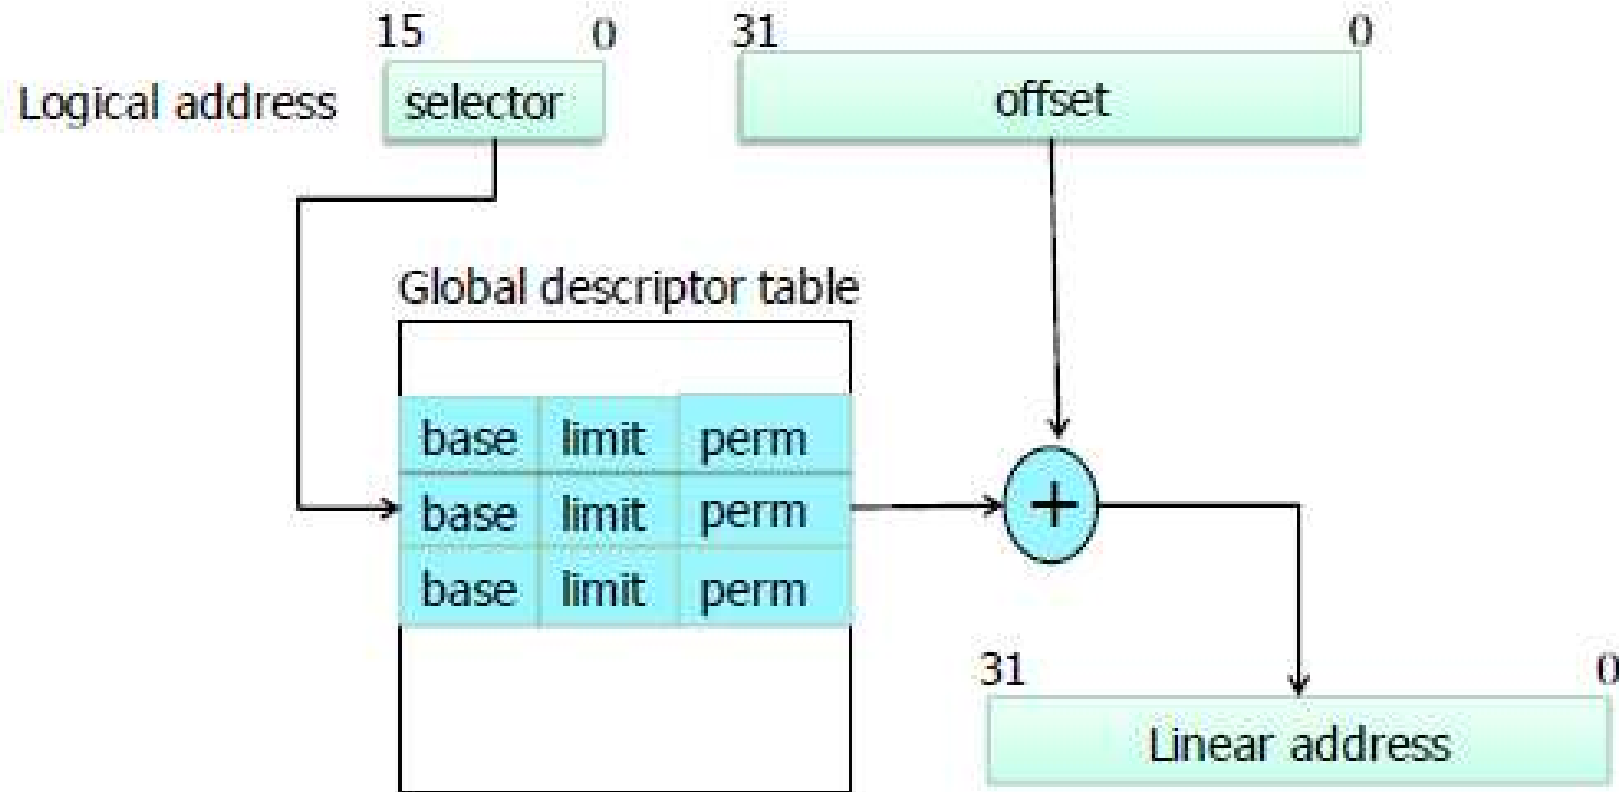 15 0 31 0
Logical address selector offset
Global descriptor table
base limit perm
base limit perm
+
base limit perm
31 0
Linear address